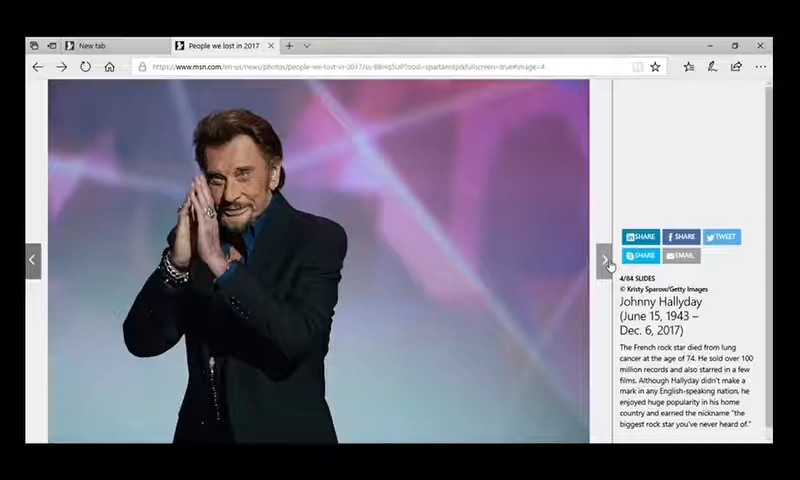 New tab
People we lost in 2017
SHARE
SHARE
TWEET
SHARE
EMAIL
4/84 SLIDES
© Kristy Sparow/Getty Images
Johnny Hallyday
(June 15, 1943 –
Dec. 6, 2017)
The French rock star died from lung
cancer at the age of 74. He sold over 100
million records and also starred in a few
films. Although Hallyday didn't make a
mark in any English-speaking nation, he
enjoyed huge popularity in his home
country and earned the nickname "the
biggest rock star you've never heard of."